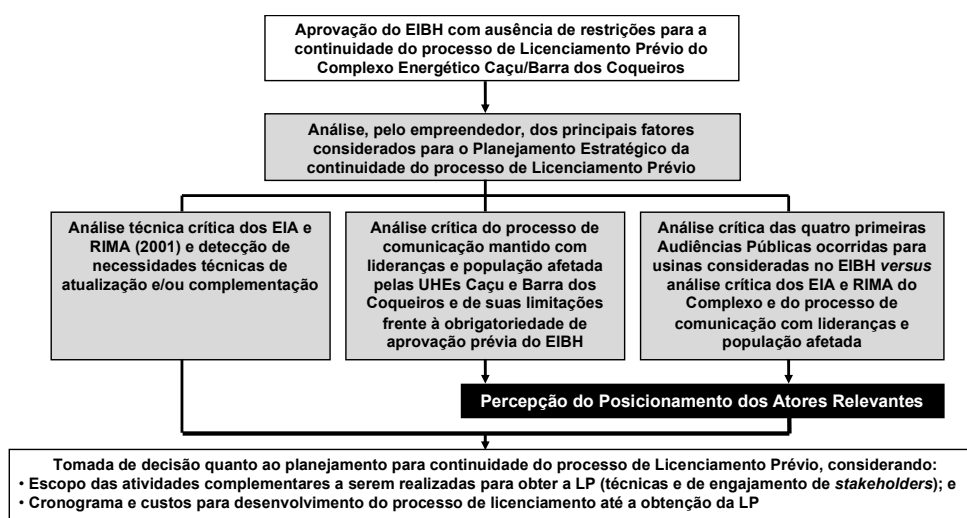 Aprovação do EIBH com ausência de restrições para a
continuidade do processo de Licenciamento Prévio do
Complexo Energético Caçu/Barra dos Coqueiros
Análise, pelo empreendedor, dos principais fatores
considerados para o Planejamento Estratégico da
continuidade do processo de Licenciamento Prévio
Análise técnica crítica dos EIA e
RIMA (2001) e detecção de
necessidades técnicas de
atualização e/ou complementação
Análise crítica do processo de
comunicação mantido com
lideranças e população afetada
pelas UHEs Caçu e Barra dos
Coqueiros e de suas limitações
frente à obrigatoriedade de
aprovação prévia do EIBH
Análise crítica das quatro primeiras
Audiências Públicas ocorridas para
usinas consideradas no EIBH versus
análise crítica dos EIA e RIMA do
Complexo e do processo de
comunicação com lideranças e
população afetada
Percepção do Posicionamento dos Atores Relevantes
Tomada de decisão quanto ao planejamento para continuidade do processo de Licenciamento Prévio, considerando:
• Escopo das atividades complementares a serem realizadas para obter a LP (técnicas e de engajamento de stakeholders); e
• Cronograma e custos para desenvolvimento do processo de licenciamento até a obtenção da LP